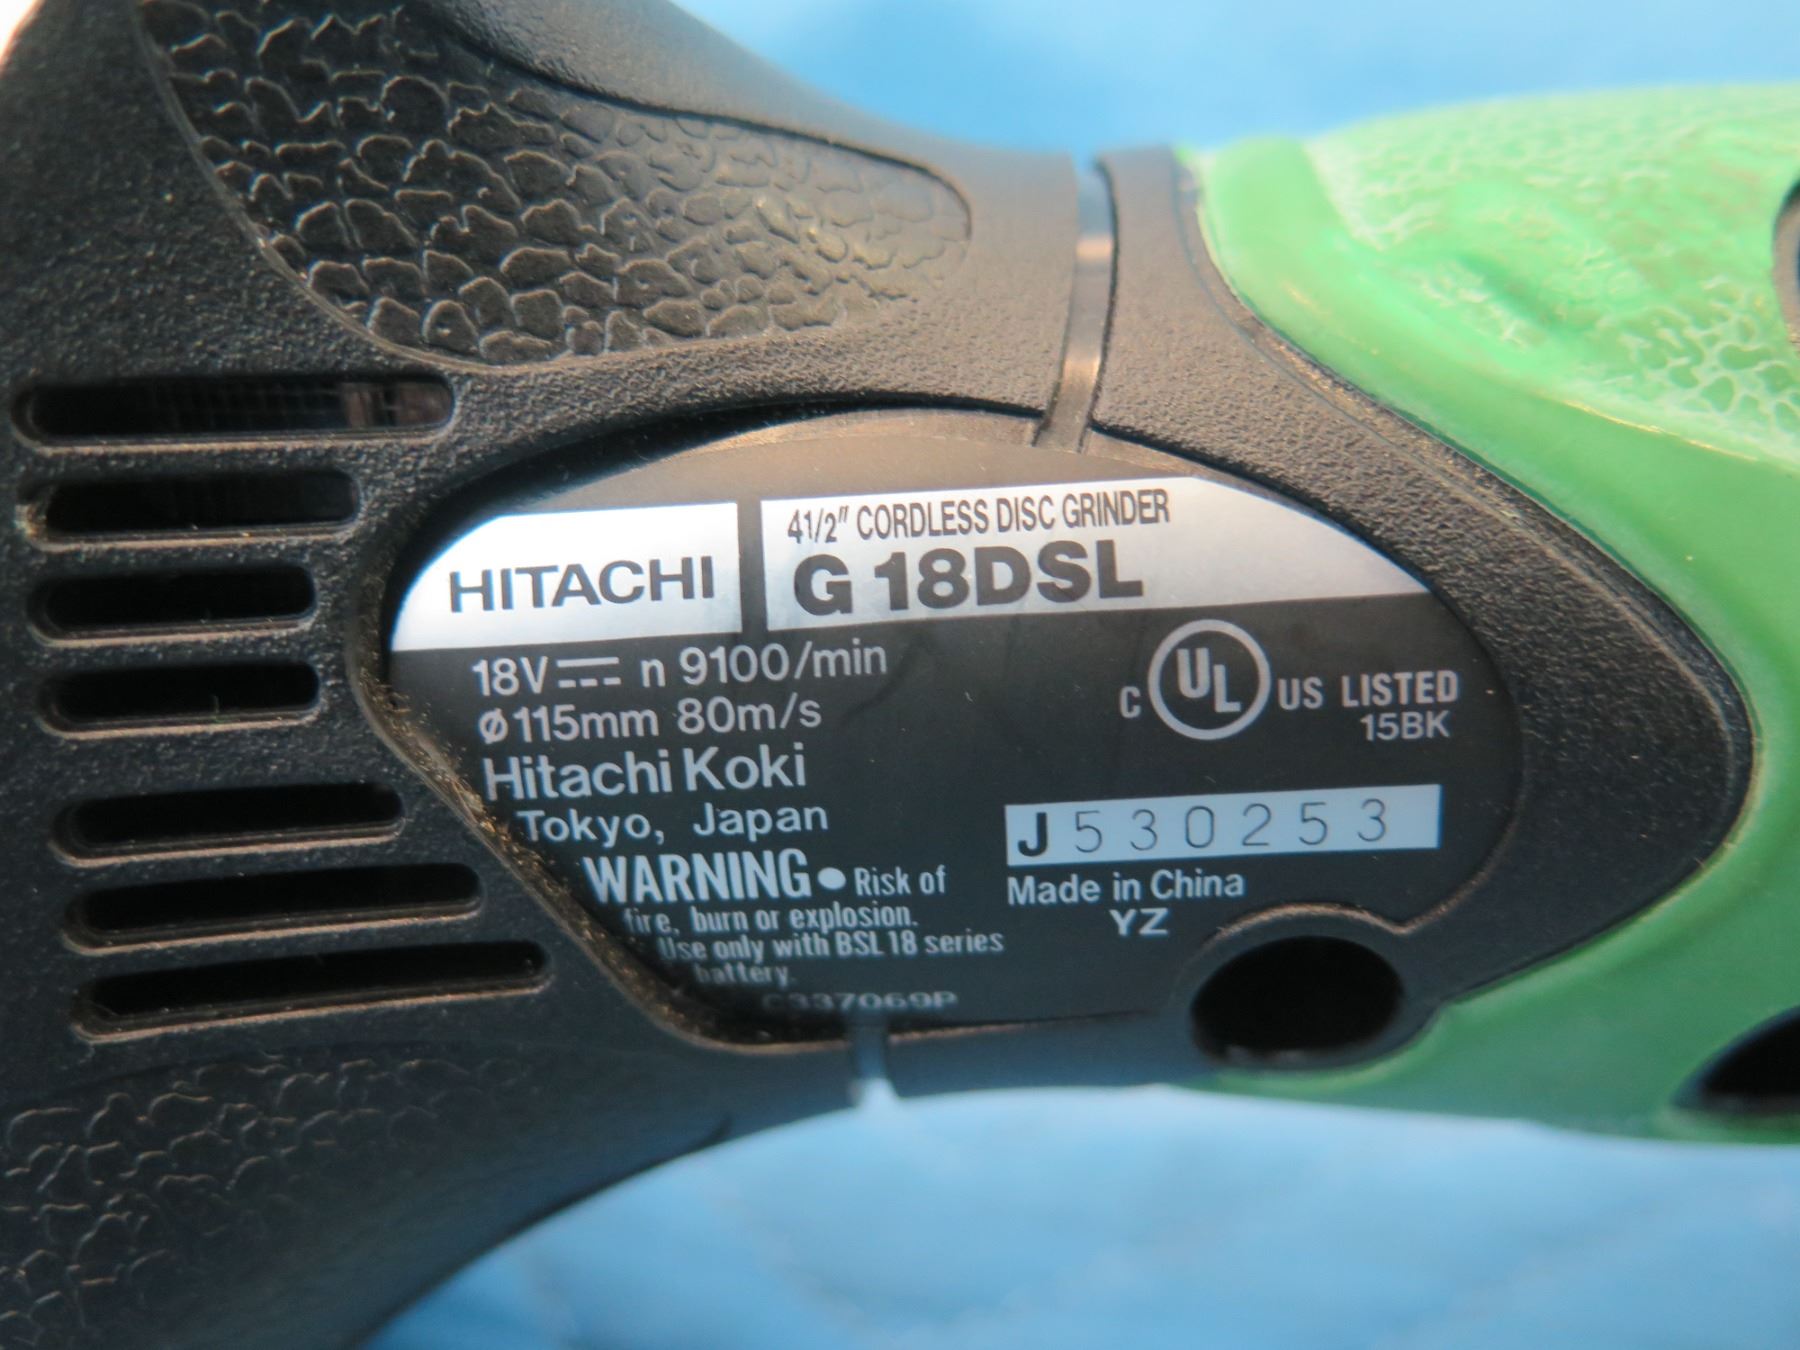 HITACHI
4 1/2" CORDLESS DISC GRINDER
G 18DSL
18V⎓ n 9100/min
ø115mm 80m/s
Hitachi Koki
Tokyo, Japan
WARNING ● Risk of
fire, burn or explosion.
Use only with BSL 18 series
battery.
C337069P
C UL US LISTED
15BK
J530253
Made in China
YZ